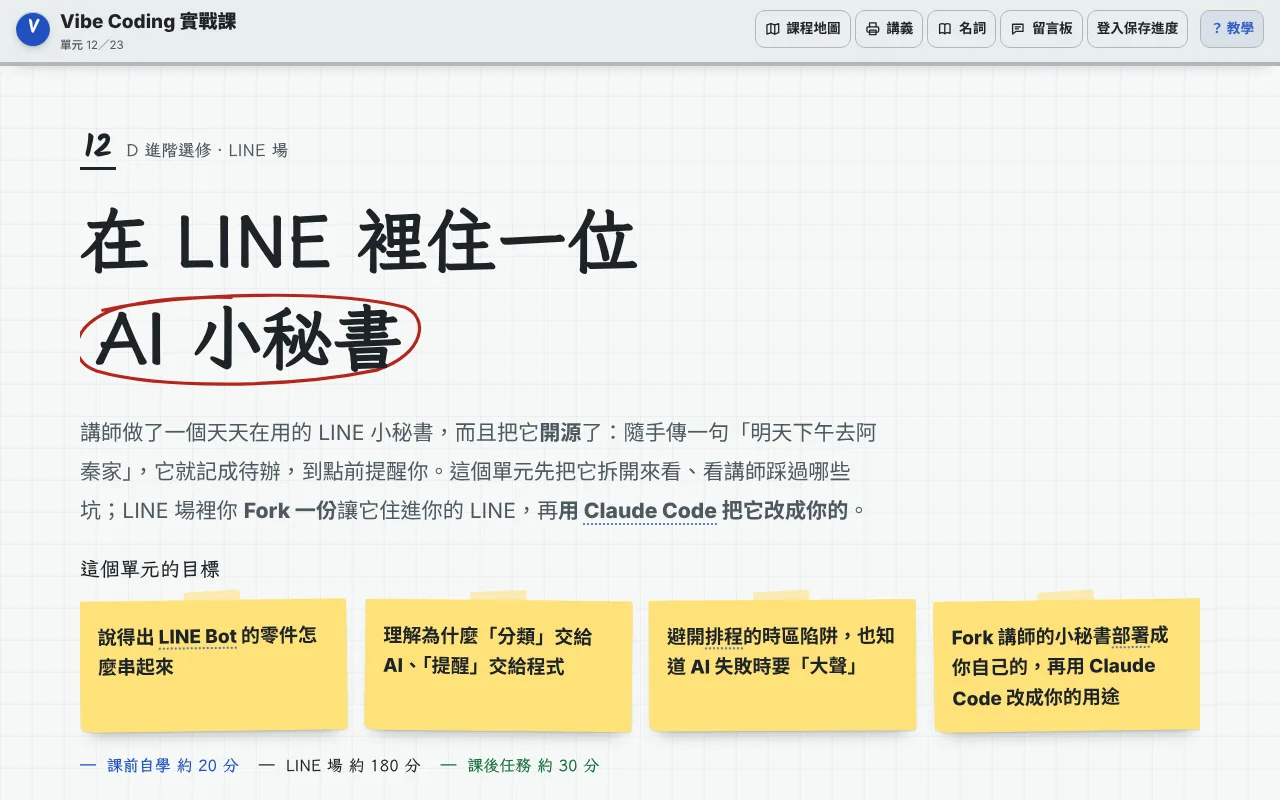 V
Vibe Coding 實戰課
單元 12／23
課程地圖
講義
名詞
留言板
登入保存進度
? 教學
12
D 進階選修 · LINE 場
在 LINE 裡住一位
AI 小秘書
講師做了一個天天在用的 LINE 小秘書，而且把它開源了：隨手傳一句「明天下午去阿
秦家」，它就記成待辦，到點前提醒你。這個單元先把它拆開來看、看講師踩過哪些
坑；LINE 場裡你 Fork 一份讓它住進你的 LINE，再用 Claude Code 把它改成你的。
這個單元的目標
說得出 LINE Bot 的零件怎
麼串起來
理解為什麼「分類」交給
AI、「提醒」交給程式
避開排程的時區陷阱，也知
道 AI 失敗時要「大聲」
Fork 講師的小秘書部署成
你自己的，再用 Claude
Code 改成你的用途
課前自學 約 20 分
LINE 場 約 180 分
課後任務 約 30 分